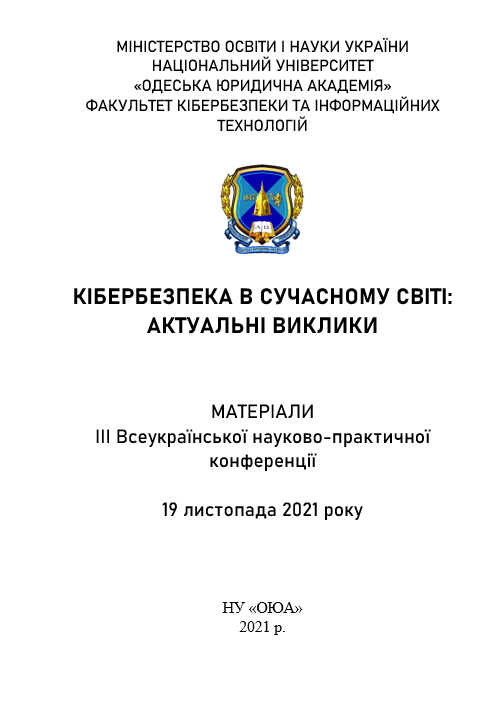 МІНІСТЕРСТВО ОСВІТИ І НАУКИ УКРАЇНИ
НАЦІОНАЛЬНИЙ УНІВЕРСИТЕТ
«ОДЕСЬКА ЮРИДИЧНА АКАДЕМІЯ»
ФАКУЛЬТЕТ КІБЕРБЕЗПЕКИ ТА ІНФОРМАЦІЙНИХ
ТЕХНОЛОГІЙ
1847
КІБЕРБЕЗПЕКА В СУЧАСНОМУ СВІТІ:
АКТУАЛЬНІ ВИКЛИКИ
МАТЕРІАЛИ
ІІІ Всеукраїнської науково-практичної
конференції
19 листопада 2021 року
НУ «ОЮА»
2021 р.